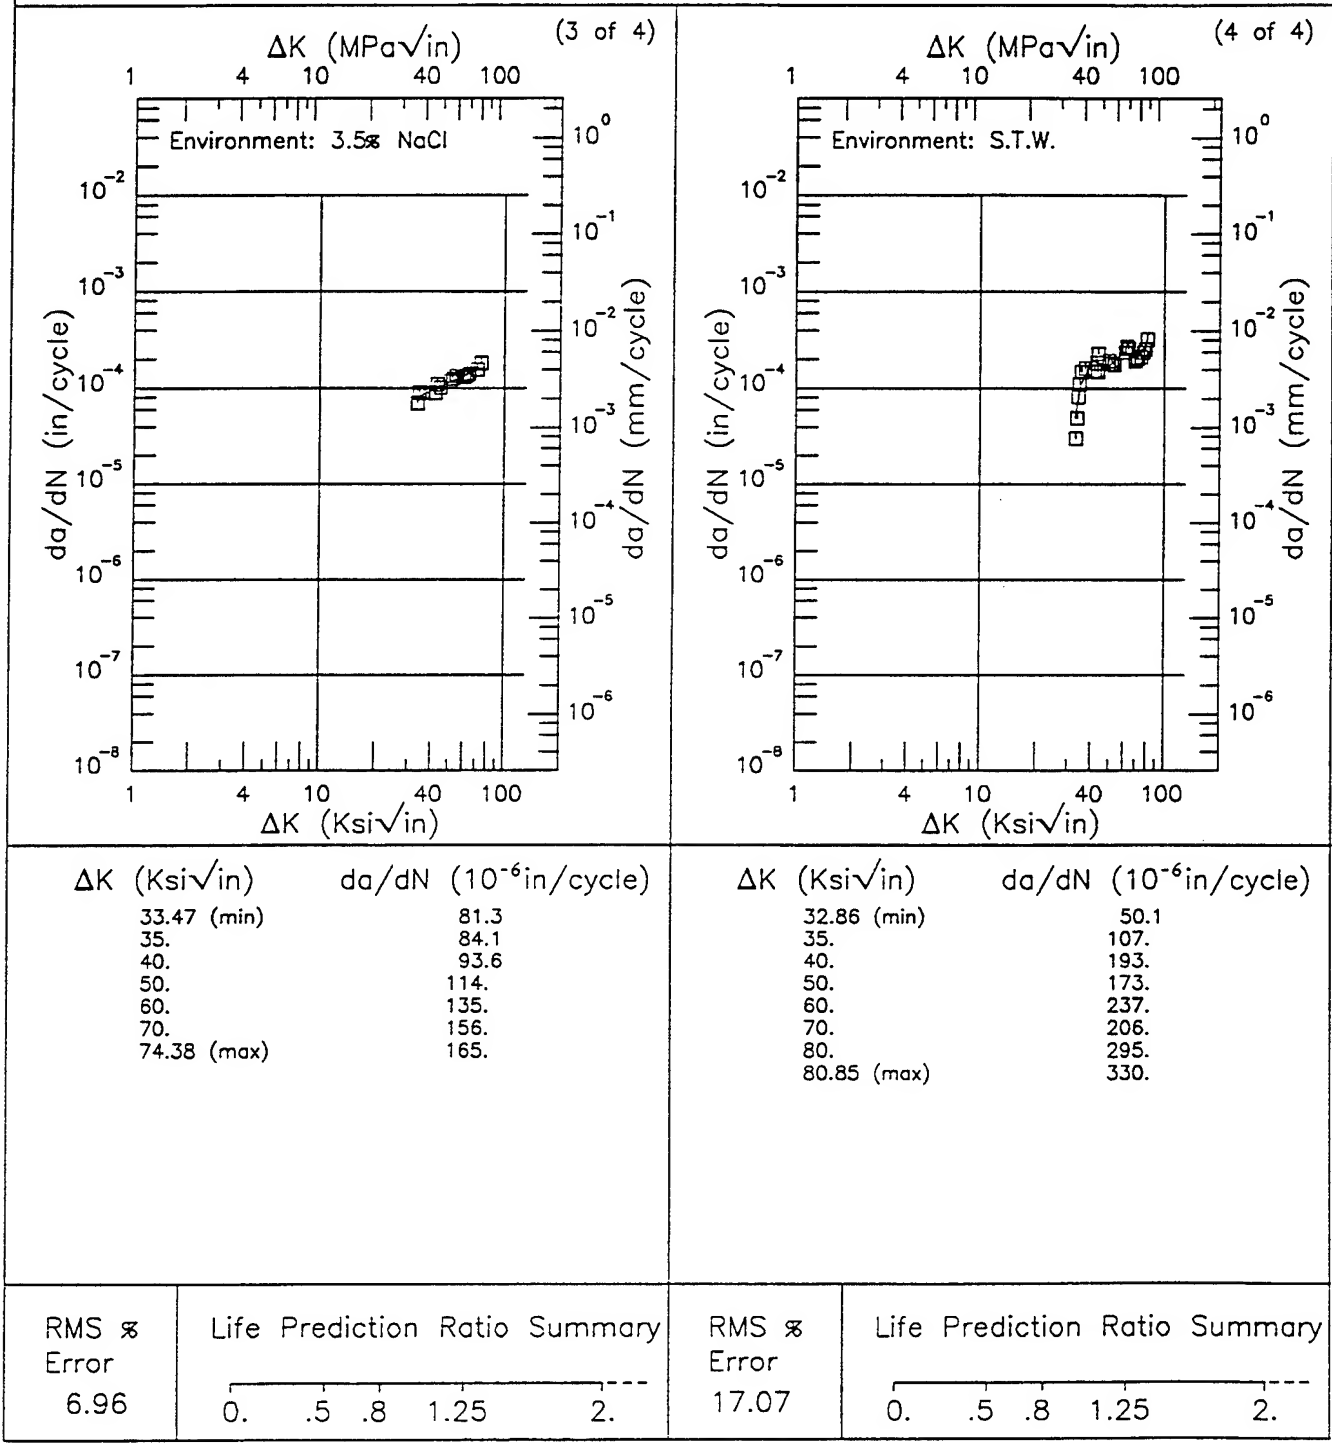 (3 of 4)
ΔK (MPa√in)
1 4 10 40 100
Environment: 3.5% NaCl
10⁻²
10⁻³
10⁻⁴
10⁻⁵
10⁻⁶
10⁻⁷
10⁻⁸
da/dN (in/cycle)
10⁰
10⁻¹
10⁻²
10⁻³
10⁻⁴
10⁻⁵
10⁻⁶
da/dN (mm/cycle)
1 4 10 40 100
ΔK (Ksi√in)
(4 of 4)
ΔK (MPa√in)
1 4 10 40 100
Environment: S.T.W.
10⁻²
10⁻³
10⁻⁴
10⁻⁵
10⁻⁶
10⁻⁷
10⁻⁸
da/dN (in/cycle)
10⁰
10⁻¹
10⁻²
10⁻³
10⁻⁴
10⁻⁵
10⁻⁶
da/dN (mm/cycle)
1 4 10 40 100
ΔK (Ksi√in)
ΔK (Ksi√in) da/dN (10⁻⁶in/cycle)
33.47 (min) 81.3
35. 84.1
40. 93.6
50. 114.
60. 135.
70. 156.
74.38 (max) 165.
ΔK (Ksi√in) da/dN (10⁻⁶in/cycle)
32.86 (min) 50.1
35. 107.
40. 193.
50. 173.
60. 237.
70. 206.
80. 295.
80.85 (max) 330.
RMS %
Error
6.96
Life Prediction Ratio Summary
0. .5 .8 1.25 2.
RMS %
Error
17.07
Life Prediction Ratio Summary
0. .5 .8 1.25 2.